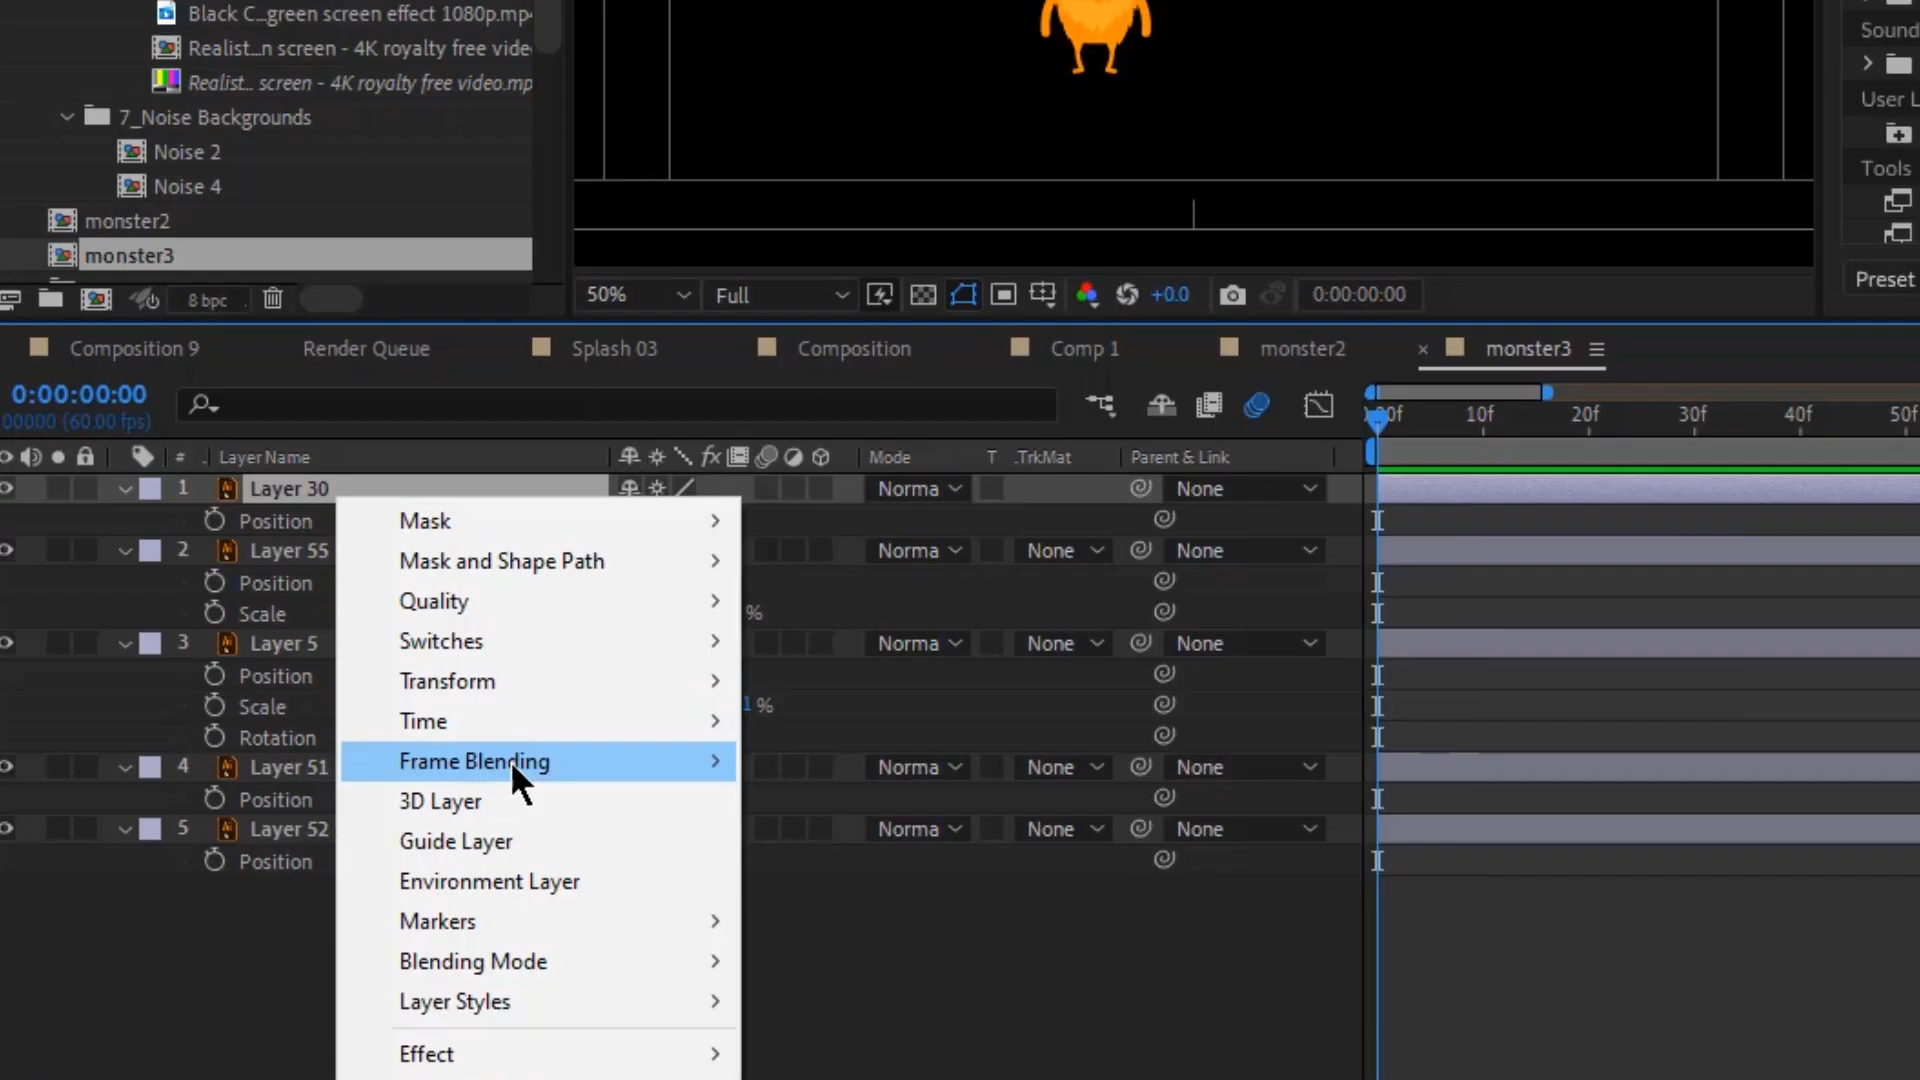 Black C...green screen effect 1080p.mp
Realist...n screen - 4K royalty free vide
Realist... screen - 4K royalty free video.mp
7_Noise Backgrounds
Noise 2
Noise 4
monster2
monster3
8 bpc
50%
Full
+0.0
0:00:00:00
Sound
User L
Tools
Preset
Composition 9
Render Queue
Splash 03
Composition
Comp 1
monster2
× monster3
0:00:00:00
00000 (60.00 fps)
00f 10f 20f 30f 40f 50f
# Layer Name fx Mode T .TrkMat Parent & Link
1 Layer 30 Norma None
Position
2 Layer 55 Norma None None
Position
Scale %
3 Layer 5 Norma None None
Position
Scale 1 %
Rotation
4 Layer 51 Norma None None
Position
5 Layer 52 Norma None None
Position
Mask
Mask and Shape Path
Quality
Switches
Transform
Time
Frame Blending
3D Layer
Guide Layer
Environment Layer
Markers
Blending Mode
Layer Styles
Effect